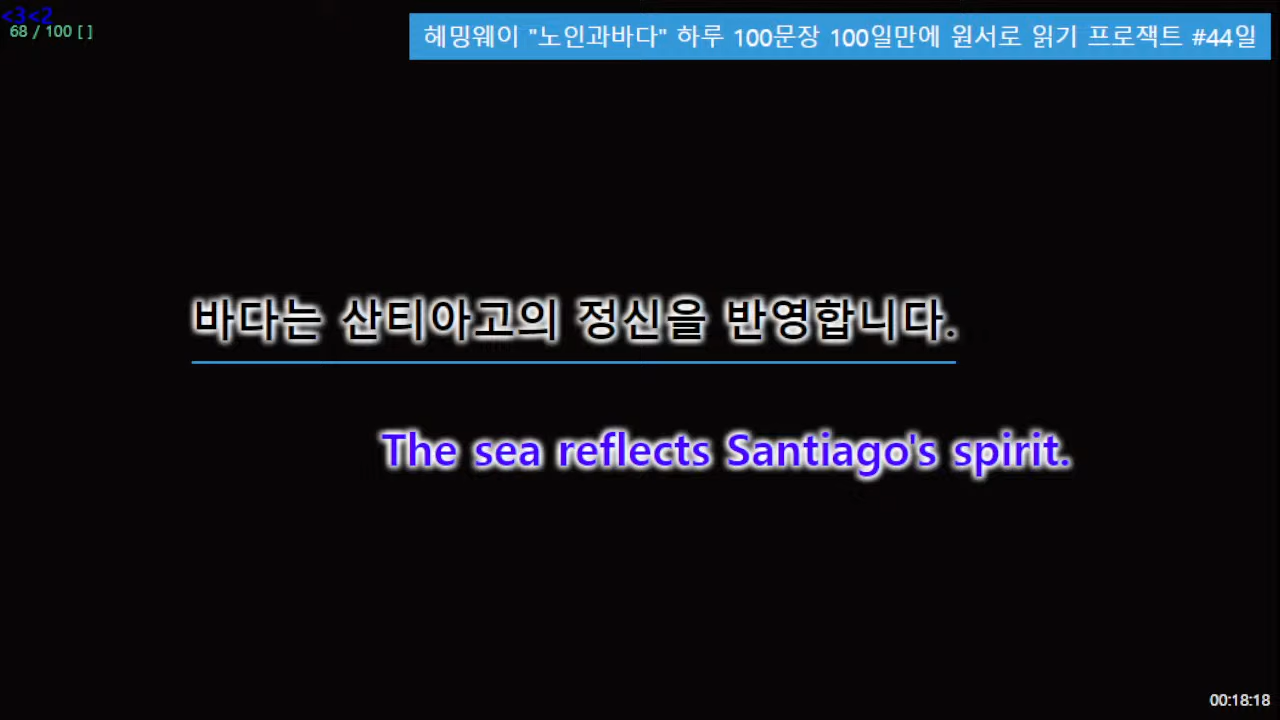 <3<2
68 / 100 [ ]
헤밍웨이 "노인과바다" 하루 100문장 100일만에 원서로 읽기 프로잭트 #44일
바다는 산티아고의 정신을 반영합니다.
The sea reflects Santiago's spirit.
00:18:18